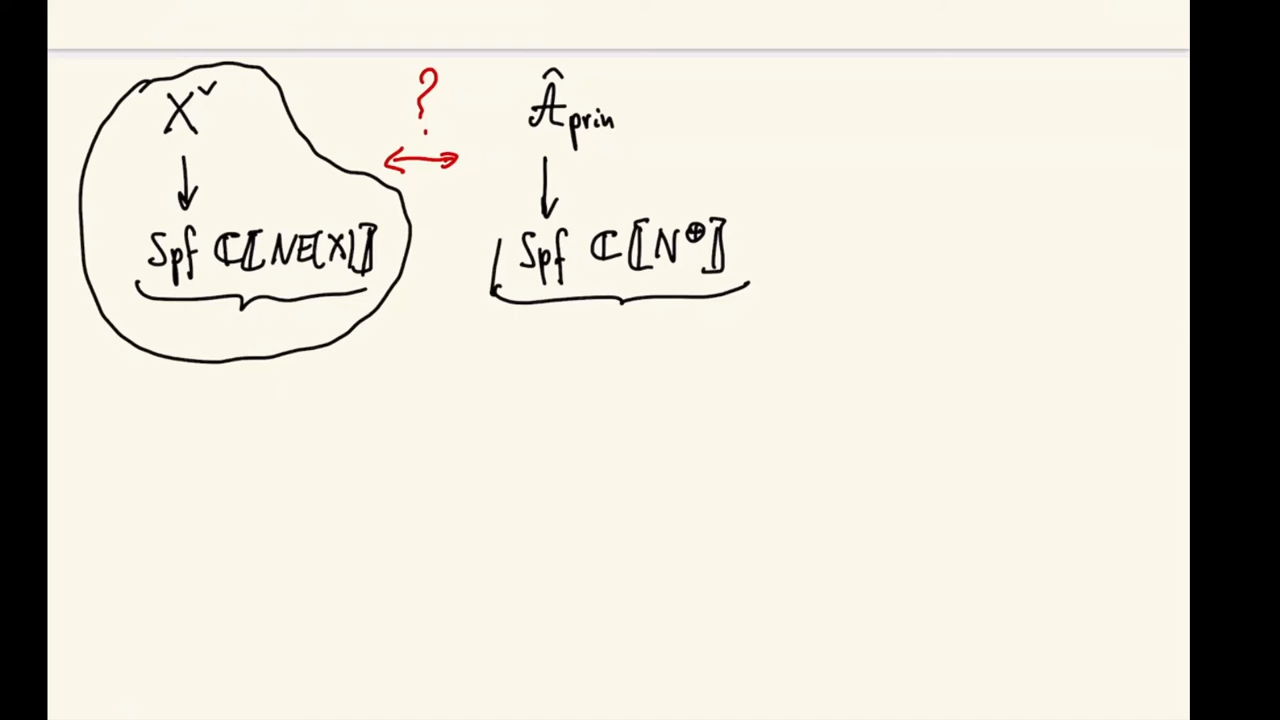 X^∨ ? Â_prin
↓ ↔ ↓
Spf ℂ⟦NE(X)⟧ Spf ℂ⟦N^⊕⟧